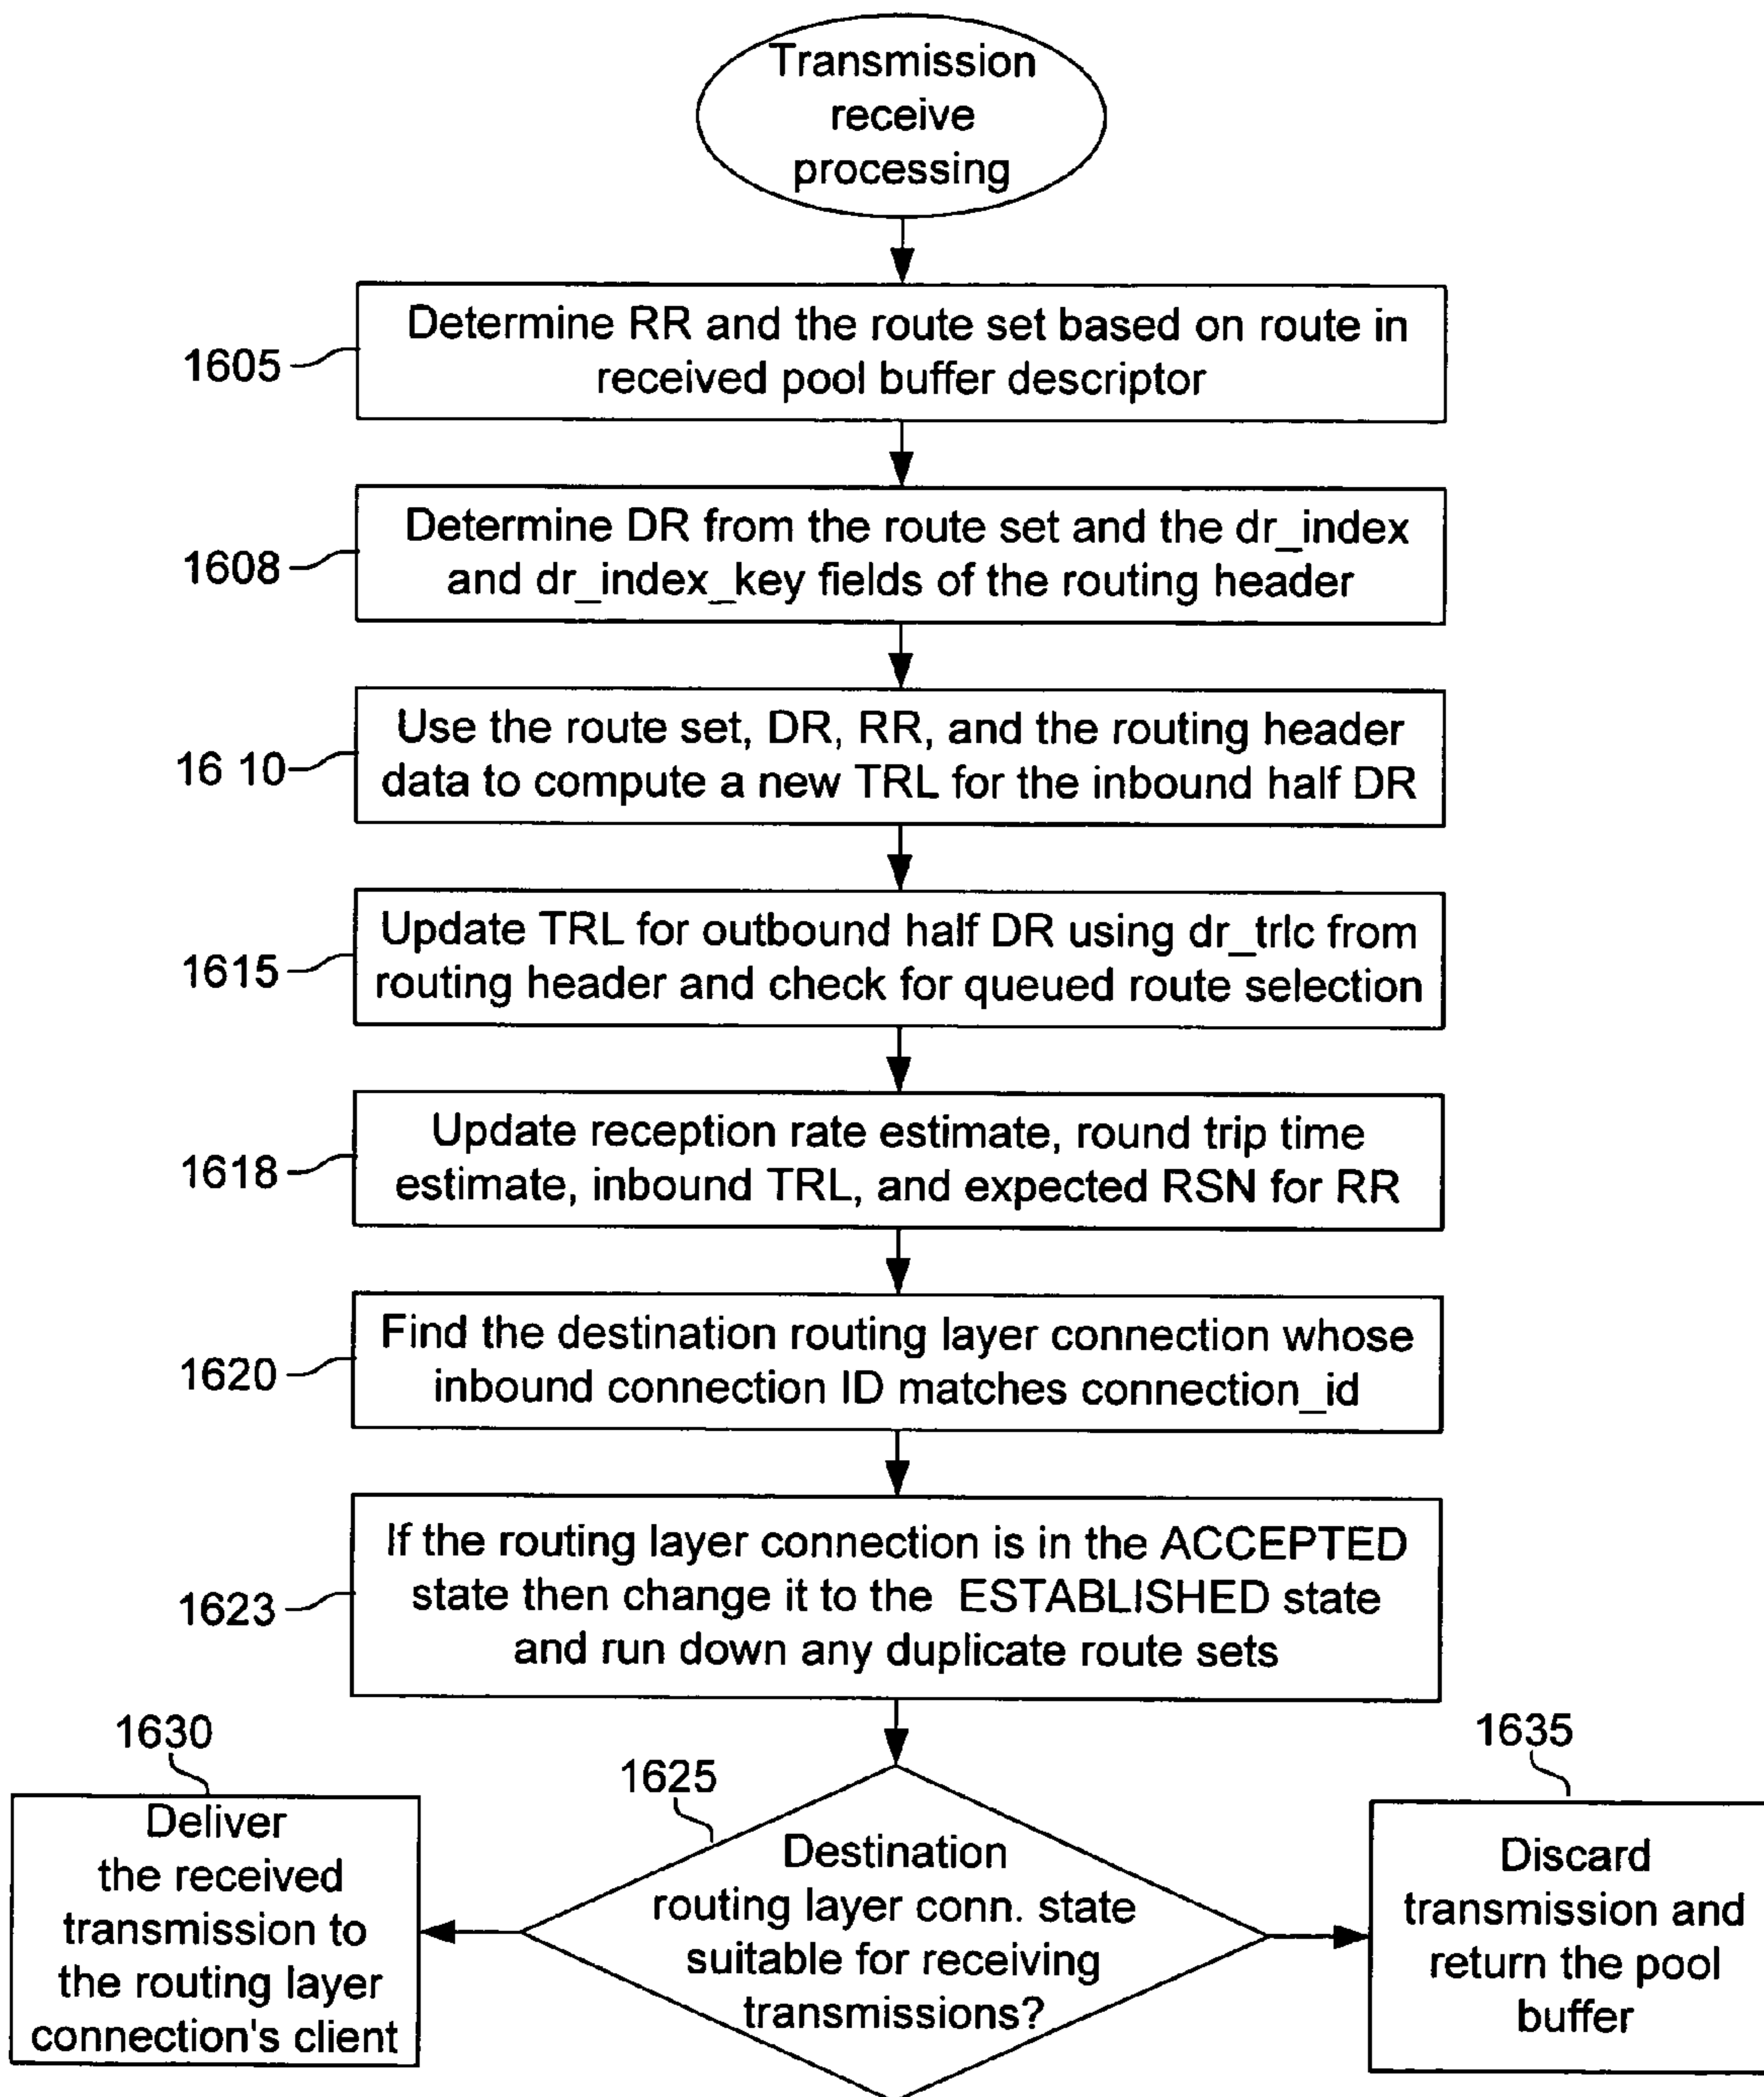 Transmission
receive
processing
Determine RR and the route set based on route in
received pool buffer descriptor
1605
Determine DR from the route set and the dr_index
and dr_index_key fields of the routing header
1608
Use the route set, DR, RR, and the routing header
data to compute a new TRL for the inbound half DR
16 10
Update TRL for outbound half DR using dr_trlc from
routing header and check for queued route selection
1615
Update reception rate estimate, round trip time
estimate, inbound TRL, and expected RSN for RR
1618
Find the destination routing layer connection whose
inbound connection ID matches connection_id
1620
If the routing layer connection is in the ACCEPTED
state then change it to the ESTABLISHED state
and run down any duplicate route sets
1623
1630
Deliver
the received
transmission to
the routing layer
connection's client
1625
Destination
routing layer conn. state
suitable for receiving
transmissions?
1635
Discard
transmission and
return the pool
buffer